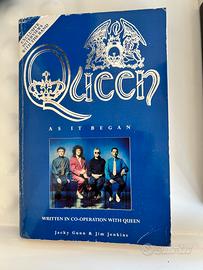 Queen
AS IT BEGAN
WRITTEN IN CO-OPERATION WITH QUEEN
Jacky Gunn & Jim Jenkins